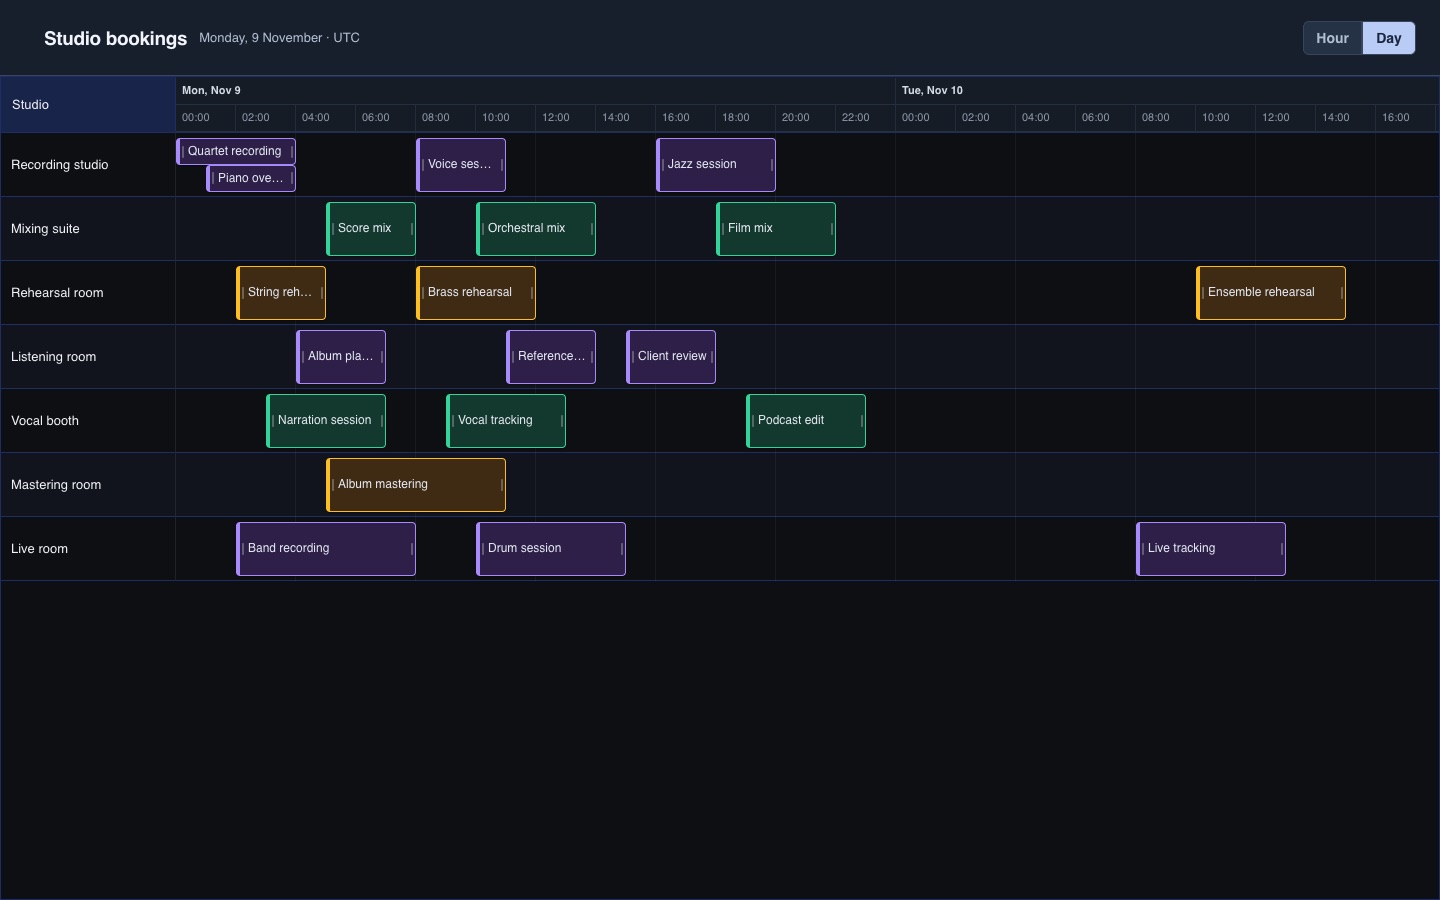 Studio bookings
Monday, 9 November · UTC
Hour
Day
Studio
Mon, Nov 9
Tue, Nov 10
00:00 02:00 04:00 06:00 08:00 10:00 12:00 14:00 16:00 18:00 20:00 22:00 00:00 02:00 04:00 06:00 08:00 10:00 12:00 14:00 16:00
Recording studio
Quartet recording
Piano ove…
Voice ses…
Jazz session
Mixing suite
Score mix
Orchestral mix
Film mix
Rehearsal room
String reh…
Brass rehearsal
Ensemble rehearsal
Listening room
Album pla…
Reference…
Client review
Vocal booth
Narration session
Vocal tracking
Podcast edit
Mastering room
Album mastering
Live room
Band recording
Drum session
Live tracking